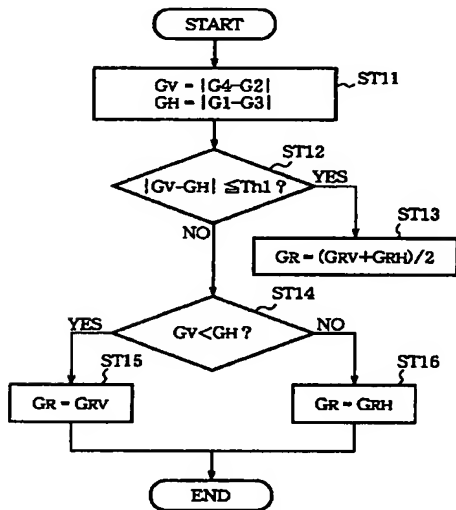 START
GV = |G4-G2|
GH = |G1-G3|
ST11
ST12
|GV-GH| ≦Th1?
YES
NO
ST13
GR = (GRV+GRH)/2
ST14
GV<GH?
YES
NO
ST15
GR = GRV
ST16
GR = GRH
END